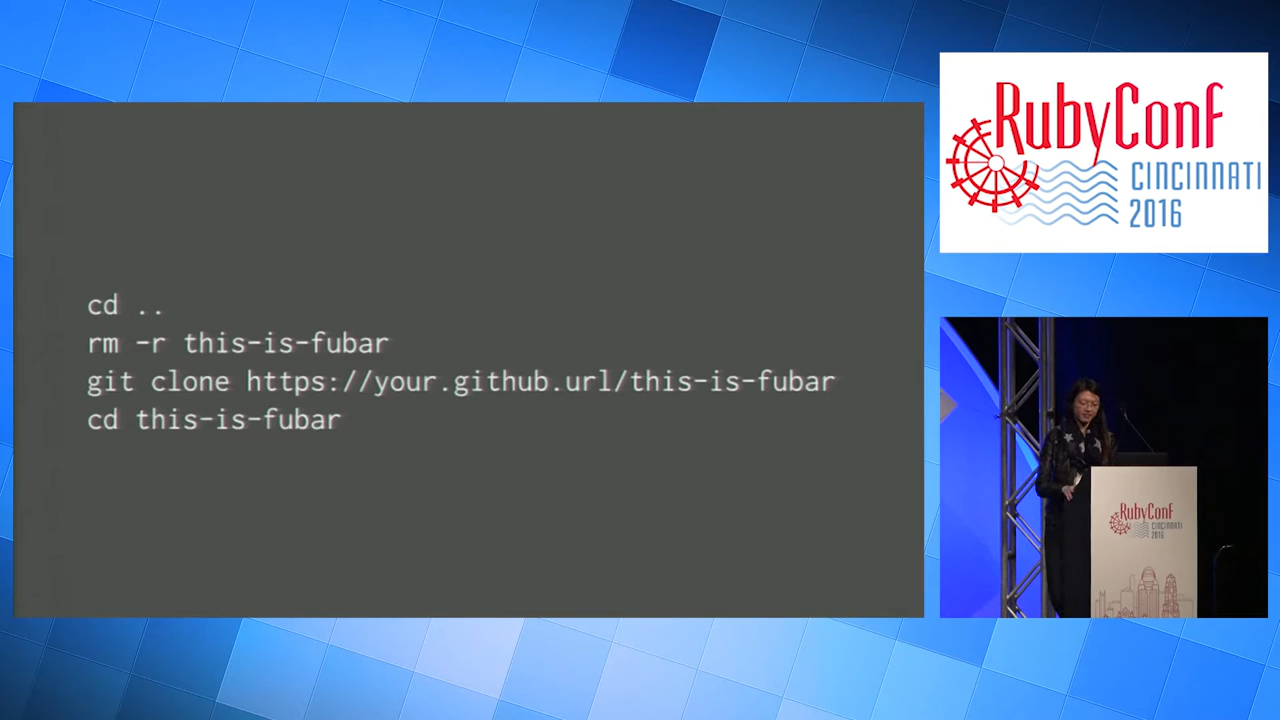 cd ..
rm -r this-is-fubar
git clone https://your.github.url/this-is-fubar
cd this-is-fubar
RubyConf
CINCINNATI
2016
RubyConf
CINCINNATI
2016